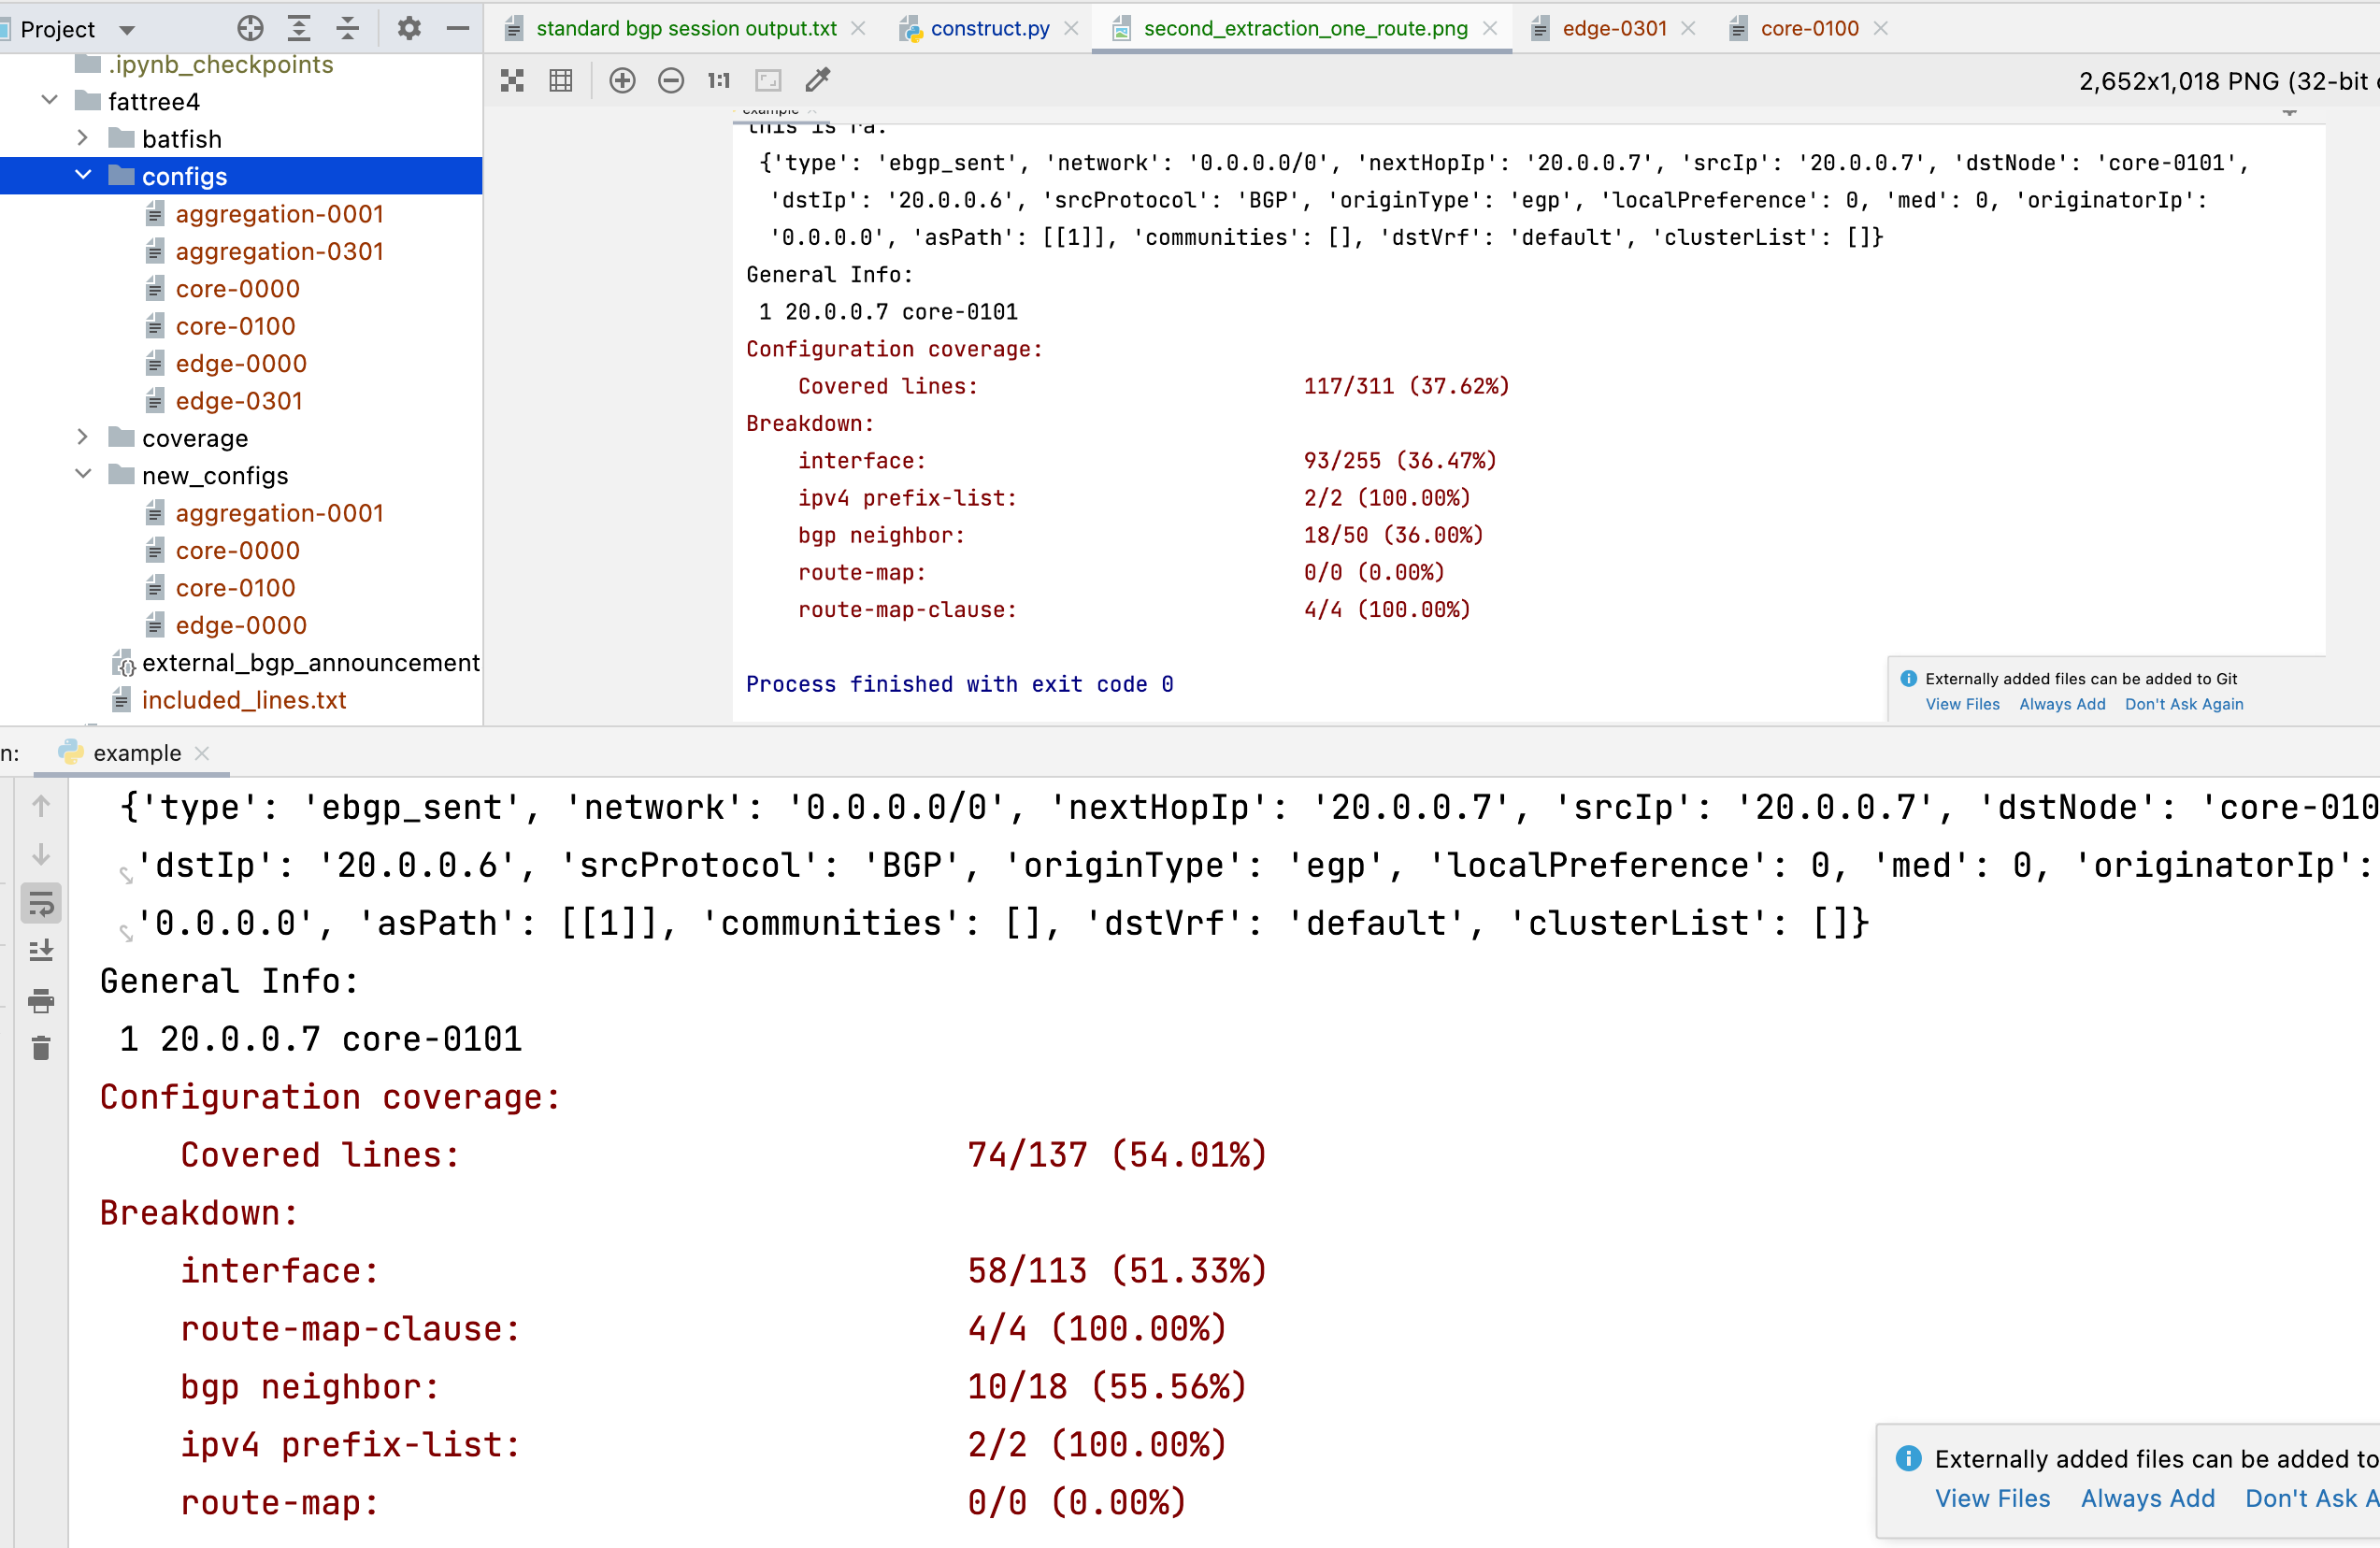 Project
standard bgp session output.txt
construct.py
second_extraction_one_route.png
edge-0301
core-0100
.ipynb_checkpoints
fattree4
batfish
configs
aggregation-0001
aggregation-0301
core-0000
core-0100
edge-0000
edge-0301
coverage
new_configs
aggregation-0001
core-0000
core-0100
edge-0000
external_bgp_announcement
included_lines.txt
1:1
2,652x1,018 PNG (32-bit
example
this is ra:
{'type': 'ebgp_sent', 'network': '0.0.0.0/0', 'nextHopIp': '20.0.0.7', 'srcIp': '20.0.0.7', 'dstNode': 'core-0101',
'dstIp': '20.0.0.6', 'srcProtocol': 'BGP', 'originType': 'egp', 'localPreference': 0, 'med': 0, 'originatorIp':
'0.0.0.0', 'asPath': [[1]], 'communities': [], 'dstVrf': 'default', 'clusterList': []}
General Info:
1 20.0.0.7 core-0101
Configuration coverage:
Covered lines: 117/311 (37.62%)
Breakdown:
interface: 93/255 (36.47%)
ipv4 prefix-list: 2/2 (100.00%)
bgp neighbor: 18/50 (36.00%)
route-map: 0/0 (0.00%)
route-map-clause: 4/4 (100.00%)
Process finished with exit code 0
Externally added files can be added to Git
View Files Always Add Don't Ask Again
n:
example
{'type': 'ebgp_sent', 'network': '0.0.0.0/0', 'nextHopIp': '20.0.0.7', 'srcIp': '20.0.0.7', 'dstNode': 'core-010
'dstIp': '20.0.0.6', 'srcProtocol': 'BGP', 'originType': 'egp', 'localPreference': 0, 'med': 0, 'originatorIp':
'0.0.0.0', 'asPath': [[1]], 'communities': [], 'dstVrf': 'default', 'clusterList': []}
General Info:
1 20.0.0.7 core-0101
Configuration coverage:
Covered lines: 74/137 (54.01%)
Breakdown:
interface: 58/113 (51.33%)
route-map-clause: 4/4 (100.00%)
bgp neighbor: 10/18 (55.56%)
ipv4 prefix-list: 2/2 (100.00%)
route-map: 0/0 (0.00%)
Externally added files can be added to
View Files Always Add Don't Ask A